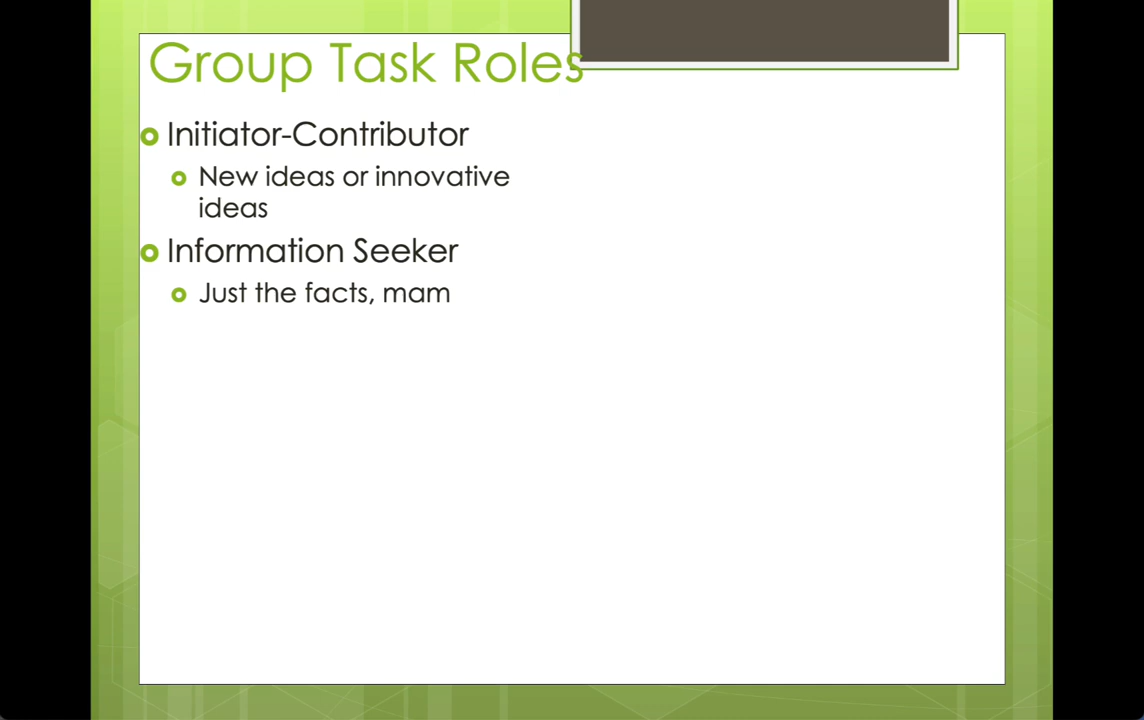 Group Task Roles
Initiator-Contributor
New ideas or innovative
ideas
Information Seeker
Just the facts, mam